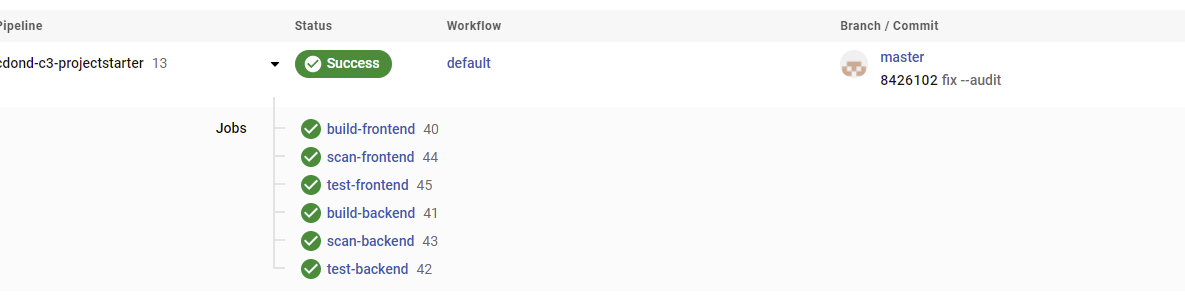 Pipeline Status Workflow Branch / Commit
cdond-c3-projectstarter 13 Success default master
8426102 fix --audit
Jobs build-frontend 40
scan-frontend 44
test-frontend 45
build-backend 41
scan-backend 43
test-backend 42